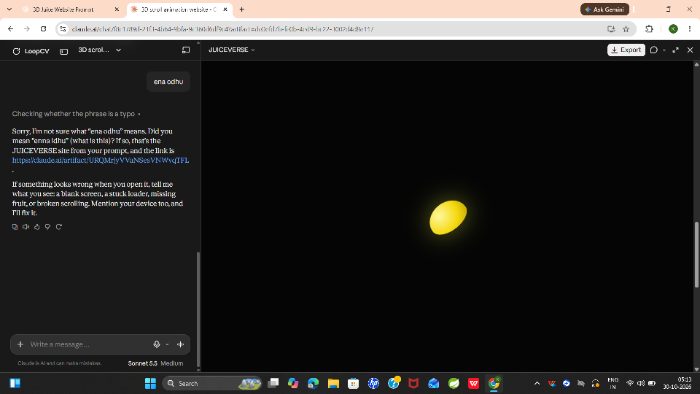 3D Juice Website Prompt
3D scroll animation website - C
Ask Gemini
LoopCV
3D scrol...
JUICEVERSE
Export
ena odhu
Checking whether the phrase is a typo
Sorry, I'm not sure what "ena odhu" means. Did you
mean "enna idhu" (what is this)? If so, that's the
JUICEVERSE site from your prompt, and the link is
.
If something looks wrong when you open it, tell me
what you see: a blank screen, a stuck loader, missing
fruit, or broken scrolling. Mention your device too, and
I'll fix it.
Write a message...
Claude is AI and can make mistakes.
Sonnet 5.5 Medium
Search
ENG
IN
05:13
30-10-2026